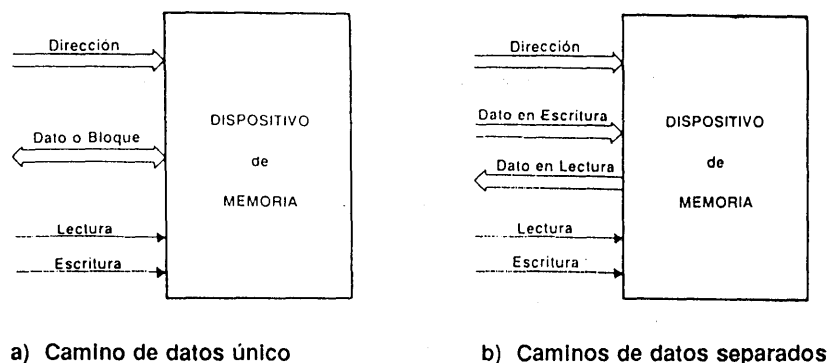 Dirección
Dato o Bloque
Lectura
Escritura
DISPOSITIVO
de
MEMORIA
a) Camino de datos único
Dirección
Dato en Escritura
Dato en Lectura
Lectura
Escritura
DISPOSITIVO
de
MEMORIA
b) Caminos de datos separados